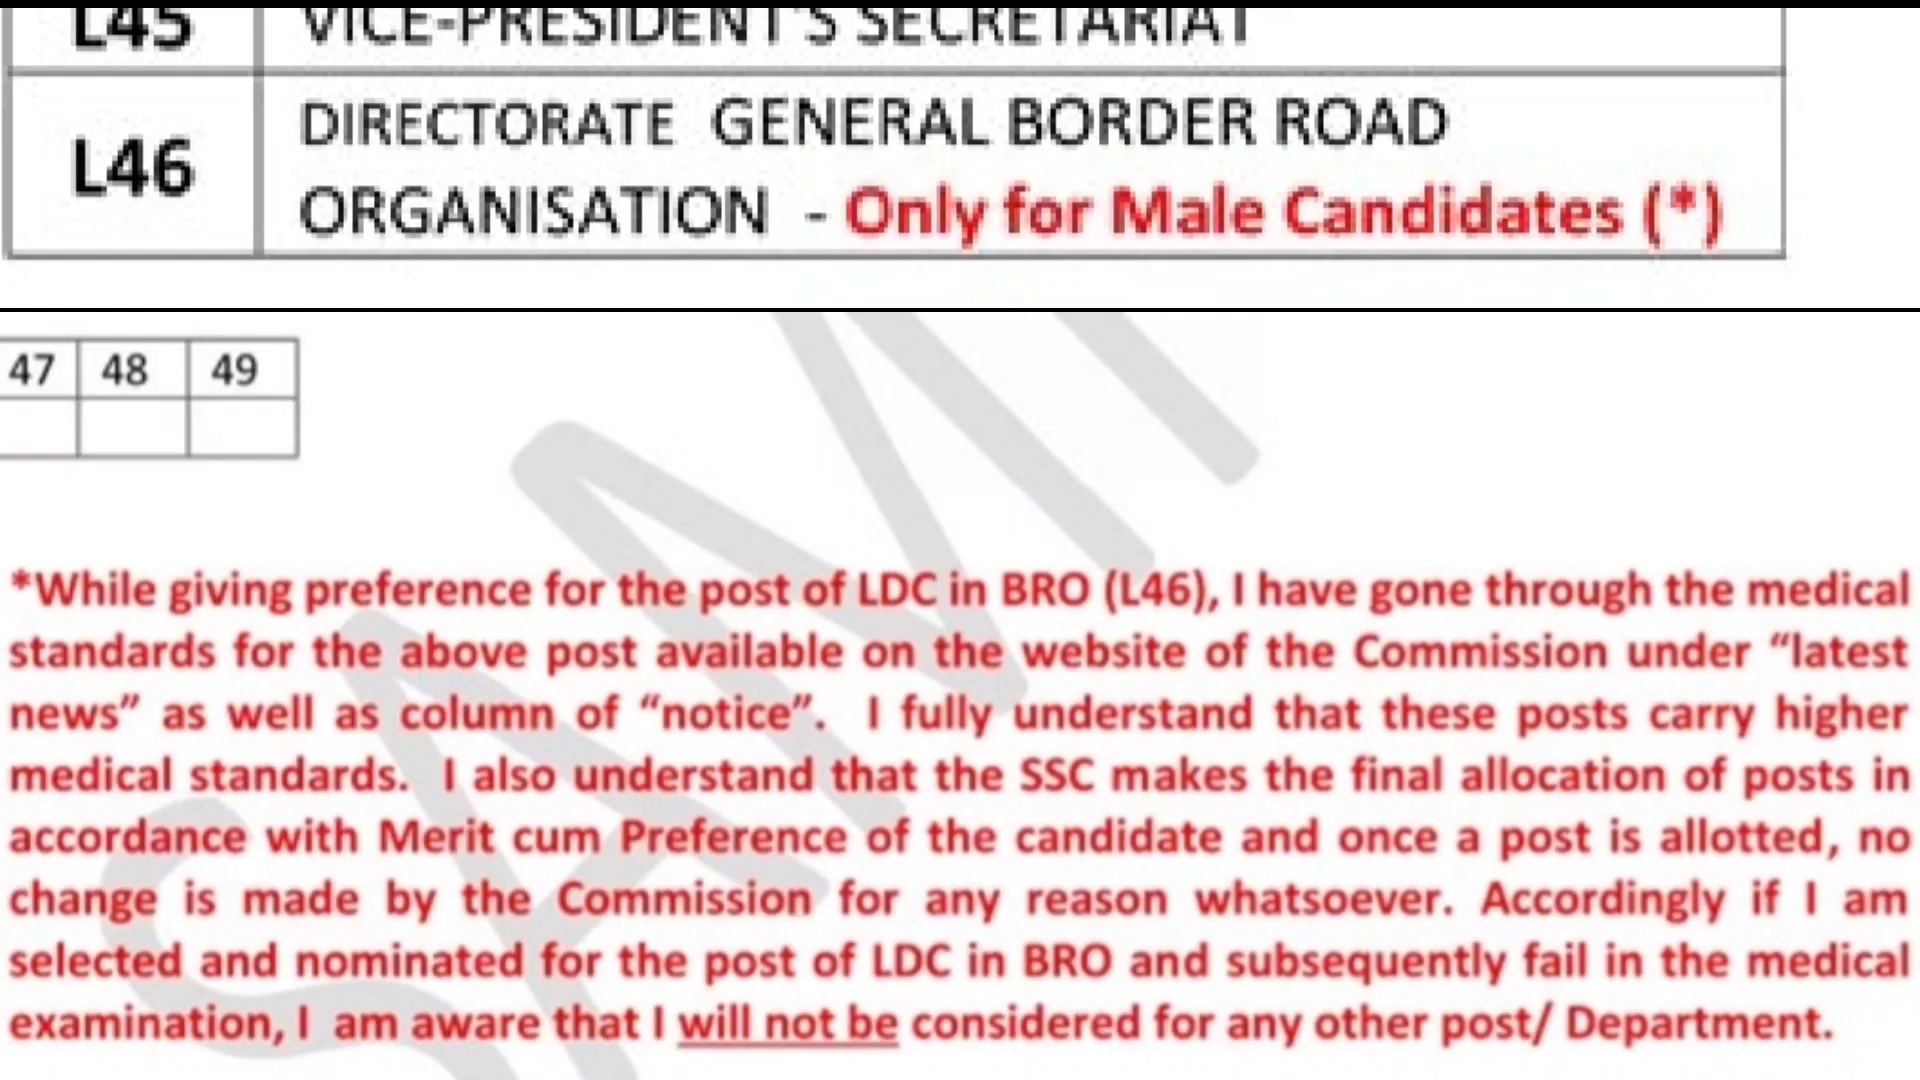 L45 VICE-PRESIDENT'S SECRETARIAT
L46 DIRECTORATE GENERAL BORDER ROAD
ORGANISATION - Only for Male Candidates (*)
47 48 49
*While giving preference for the post of LDC in BRO (L46), I have gone through the medical
standards for the above post available on the website of the Commission under “latest
news” as well as column of “notice”. I fully understand that these posts carry higher
medical standards. I also understand that the SSC makes the final allocation of posts in
accordance with Merit cum Preference of the candidate and once a post is allotted, no
change is made by the Commission for any reason whatsoever. Accordingly if I am
selected and nominated for the post of LDC in BRO and subsequently fail in the medical
examination, I am aware that I will not be considered for any other post/ Department.